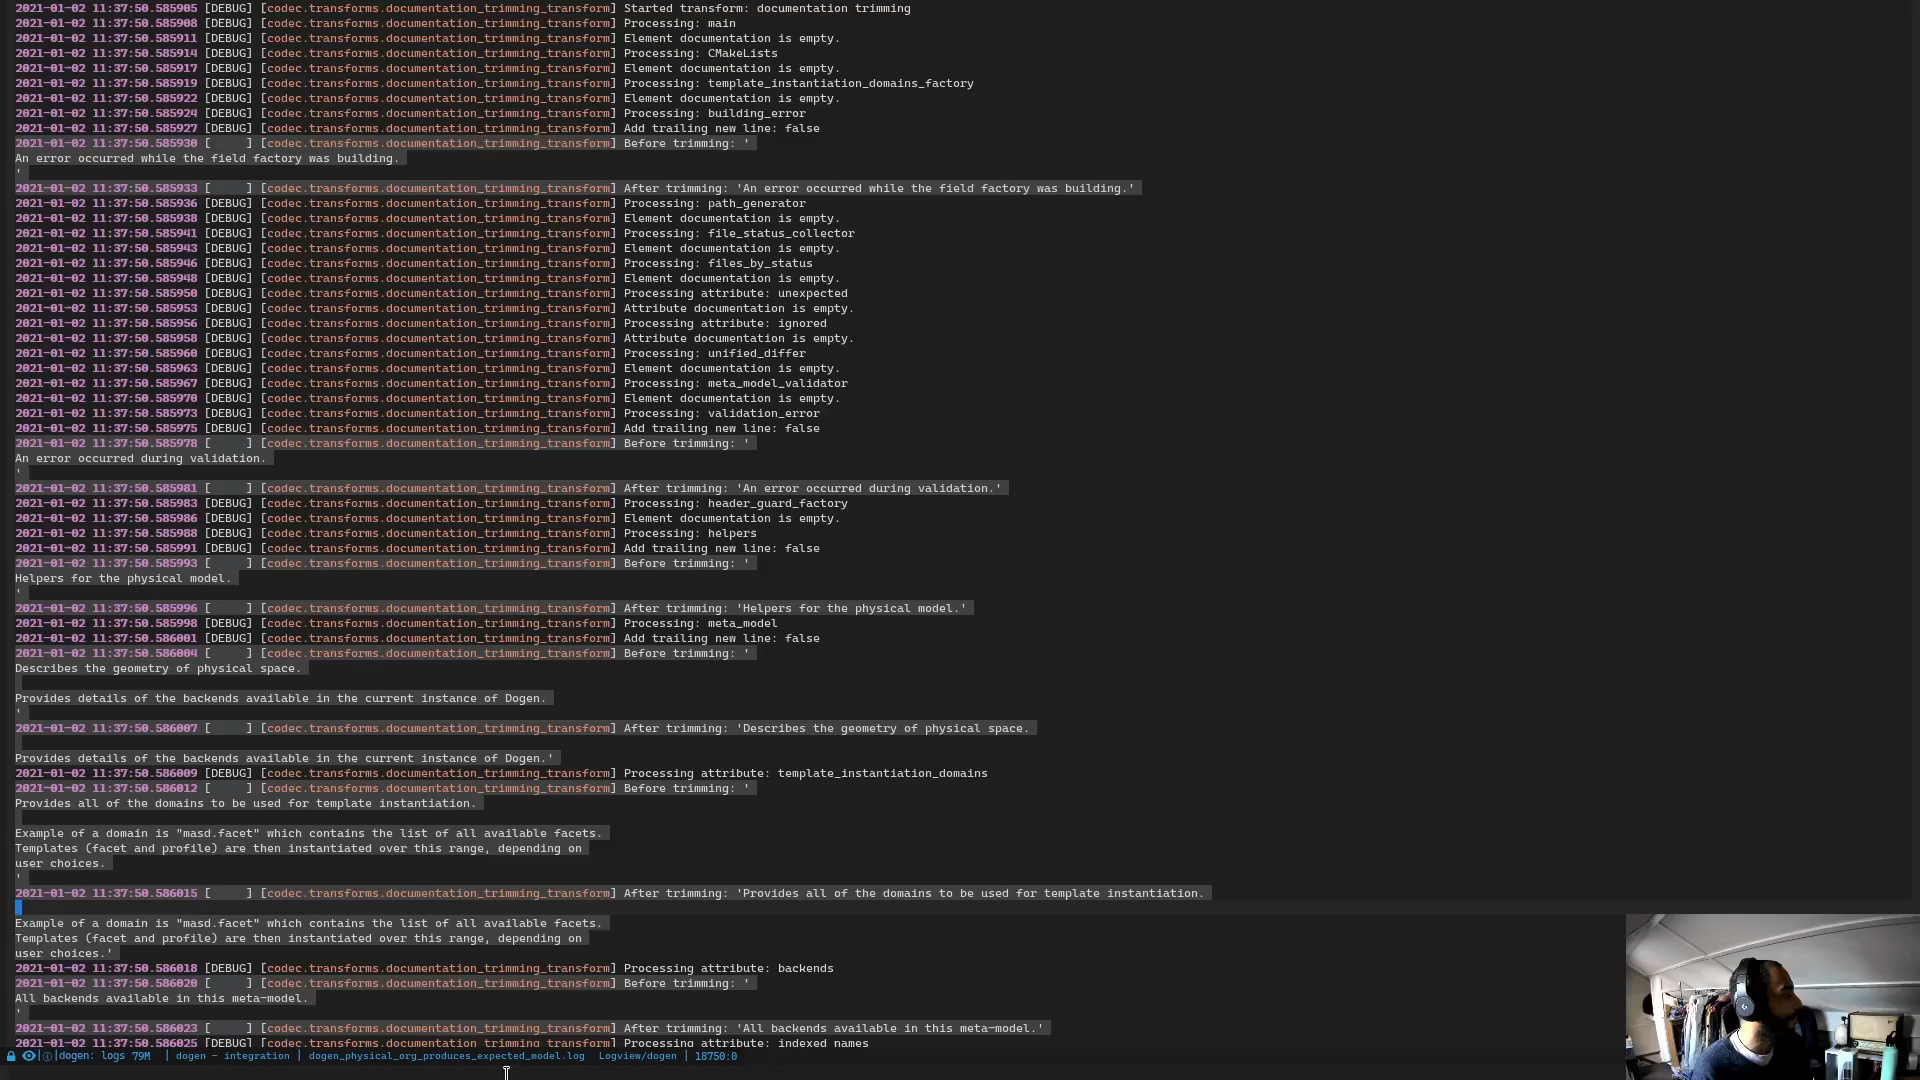 2021-01-02 11:37:50.585905 [DEBUG] [codec.transforms.documentation_trimming_transform] Started transform: documentation trimming
2021-01-02 11:37:50.585908 [DEBUG] [codec.transforms.documentation_trimming_transform] Processing: main
2021-01-02 11:37:50.585911 [DEBUG] [codec.transforms.documentation_trimming_transform] Element documentation is empty.
2021-01-02 11:37:50.585914 [DEBUG] [codec.transforms.documentation_trimming_transform] Processing: CMakeLists
2021-01-02 11:37:50.585917 [DEBUG] [codec.transforms.documentation_trimming_transform] Element documentation is empty.
2021-01-02 11:37:50.585919 [DEBUG] [codec.transforms.documentation_trimming_transform] Processing: template_instantiation_domains_factory
2021-01-02 11:37:50.585922 [DEBUG] [codec.transforms.documentation_trimming_transform] Element documentation is empty.
2021-01-02 11:37:50.585924 [DEBUG] [codec.transforms.documentation_trimming_transform] Processing: building_error
2021-01-02 11:37:50.585927 [DEBUG] [codec.transforms.documentation_trimming_transform] Add trailing new line: false
2021-01-02 11:37:50.585930 [     ] [codec.transforms.documentation_trimming_transform] Before trimming: '
An error occurred while the field factory was building.
'
2021-01-02 11:37:50.585933 [     ] [codec.transforms.documentation_trimming_transform] After trimming: 'An error occurred while the field factory was building.'
2021-01-02 11:37:50.585936 [DEBUG] [codec.transforms.documentation_trimming_transform] Processing: path_generator
2021-01-02 11:37:50.585938 [DEBUG] [codec.transforms.documentation_trimming_transform] Element documentation is empty.
2021-01-02 11:37:50.585941 [DEBUG] [codec.transforms.documentation_trimming_transform] Processing: file_status_collector
2021-01-02 11:37:50.585943 [DEBUG] [codec.transforms.documentation_trimming_transform] Element documentation is empty.
2021-01-02 11:37:50.585946 [DEBUG] [codec.transforms.documentation_trimming_transform] Processing: files_by_status
2021-01-02 11:37:50.585948 [DEBUG] [codec.transforms.documentation_trimming_transform] Element documentation is empty.
2021-01-02 11:37:50.585950 [DEBUG] [codec.transforms.documentation_trimming_transform] Processing attribute: unexpected
2021-01-02 11:37:50.585953 [DEBUG] [codec.transforms.documentation_trimming_transform] Attribute documentation is empty.
2021-01-02 11:37:50.585956 [DEBUG] [codec.transforms.documentation_trimming_transform] Processing attribute: ignored
2021-01-02 11:37:50.585958 [DEBUG] [codec.transforms.documentation_trimming_transform] Attribute documentation is empty.
2021-01-02 11:37:50.585960 [DEBUG] [codec.transforms.documentation_trimming_transform] Processing: unified_differ
2021-01-02 11:37:50.585963 [DEBUG] [codec.transforms.documentation_trimming_transform] Element documentation is empty.
2021-01-02 11:37:50.585967 [DEBUG] [codec.transforms.documentation_trimming_transform] Processing: meta_model_validator
2021-01-02 11:37:50.585970 [DEBUG] [codec.transforms.documentation_trimming_transform] Element documentation is empty.
2021-01-02 11:37:50.585973 [DEBUG] [codec.transforms.documentation_trimming_transform] Processing: validation_error
2021-01-02 11:37:50.585975 [DEBUG] [codec.transforms.documentation_trimming_transform] Add trailing new line: false
2021-01-02 11:37:50.585978 [     ] [codec.transforms.documentation_trimming_transform] Before trimming: '
An error occurred during validation.
'
2021-01-02 11:37:50.585981 [     ] [codec.transforms.documentation_trimming_transform] After trimming: 'An error occurred during validation.'
2021-01-02 11:37:50.585983 [DEBUG] [codec.transforms.documentation_trimming_transform] Processing: header_guard_factory
2021-01-02 11:37:50.585986 [DEBUG] [codec.transforms.documentation_trimming_transform] Element documentation is empty.
2021-01-02 11:37:50.585988 [DEBUG] [codec.transforms.documentation_trimming_transform] Processing: helpers
2021-01-02 11:37:50.585991 [DEBUG] [codec.transforms.documentation_trimming_transform] Add trailing new line: false
2021-01-02 11:37:50.585993 [     ] [codec.transforms.documentation_trimming_transform] Before trimming: '
Helpers for the physical model.
'
2021-01-02 11:37:50.585996 [     ] [codec.transforms.documentation_trimming_transform] After trimming: 'Helpers for the physical model.'
2021-01-02 11:37:50.585998 [DEBUG] [codec.transforms.documentation_trimming_transform] Processing: meta_model
2021-01-02 11:37:50.586001 [DEBUG] [codec.transforms.documentation_trimming_transform] Add trailing new line: false
2021-01-02 11:37:50.586004 [     ] [codec.transforms.documentation_trimming_transform] Before trimming: '
Describes the geometry of physical space.
Provides details of the backends available in the current instance of Dogen.
'
2021-01-02 11:37:50.586007 [     ] [codec.transforms.documentation_trimming_transform] After trimming: 'Describes the geometry of physical space.
Provides details of the backends available in the current instance of Dogen.'
2021-01-02 11:37:50.586009 [DEBUG] [codec.transforms.documentation_trimming_transform] Processing attribute: template_instantiation_domains
2021-01-02 11:37:50.586012 [     ] [codec.transforms.documentation_trimming_transform] Before trimming: '
Provides all of the domains to be used for template instantiation.
Example of a domain is "masd.facet" which contains the list of all available facets.
Templates (facet and profile) are then instantiated over this range, depending on
user choices.
'
2021-01-02 11:37:50.586015 [     ] [codec.transforms.documentation_trimming_transform] After trimming: 'Provides all of the domains to be used for template instantiation.
Example of a domain is "masd.facet" which contains the list of all available facets.
Templates (facet and profile) are then instantiated over this range, depending on
user choices.'
2021-01-02 11:37:50.586018 [DEBUG] [codec.transforms.documentation_trimming_transform] Processing attribute: backends
2021-01-02 11:37:50.586020 [     ] [codec.transforms.documentation_trimming_transform] Before trimming: '
All backends available in this meta-model.
'
2021-01-02 11:37:50.586023 [     ] [codec.transforms.documentation_trimming_transform] After trimming: 'All backends available in this meta-model.'
2021-01-02 11:37:50.586025 [DEBUG] [codec.transforms.documentation_trimming_transform] Processing attribute: indexed_names
dogen: logs 79M | dogen - integration | dogen_physical_org_produces_expected_model.log Logview/dogen | 18750:0